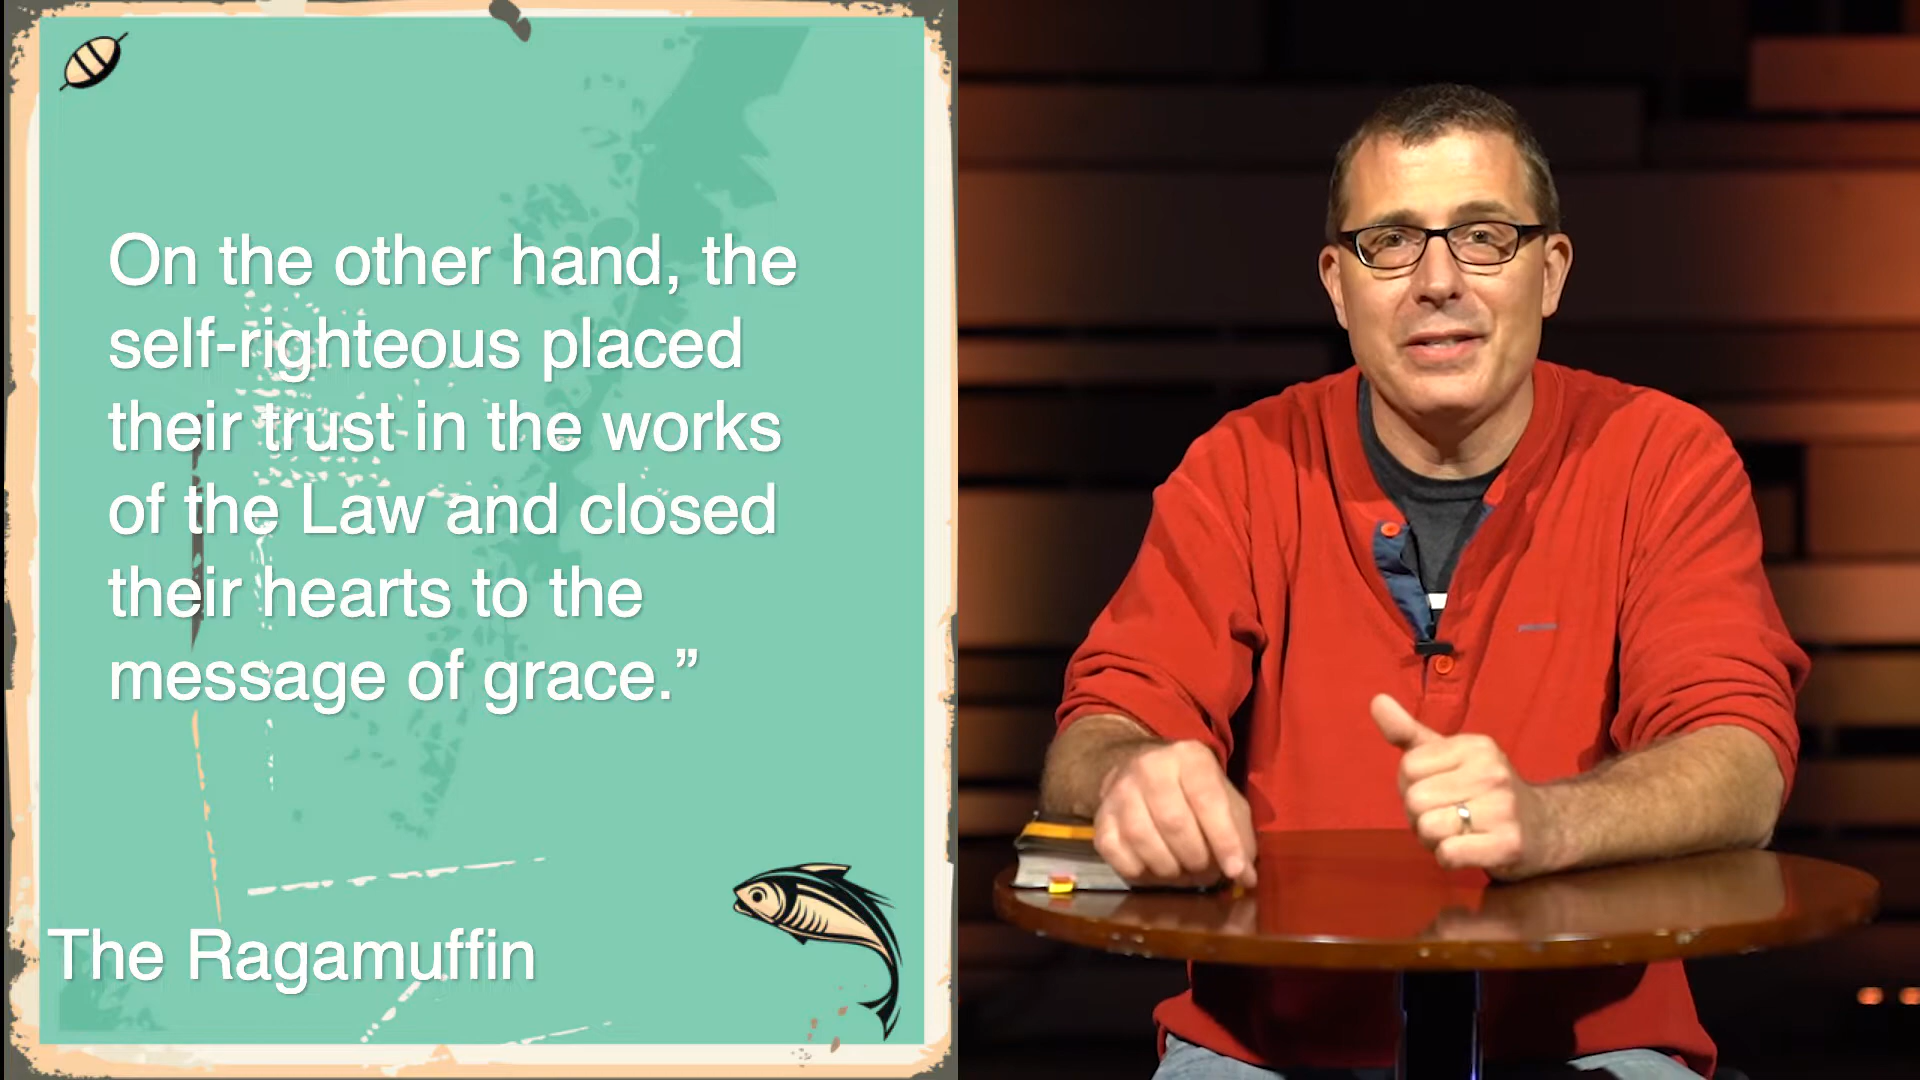 On the other hand, the
self-righteous placed
their trust in the works
of the Law and closed
their hearts to the
message of grace.”
The Ragamuffin